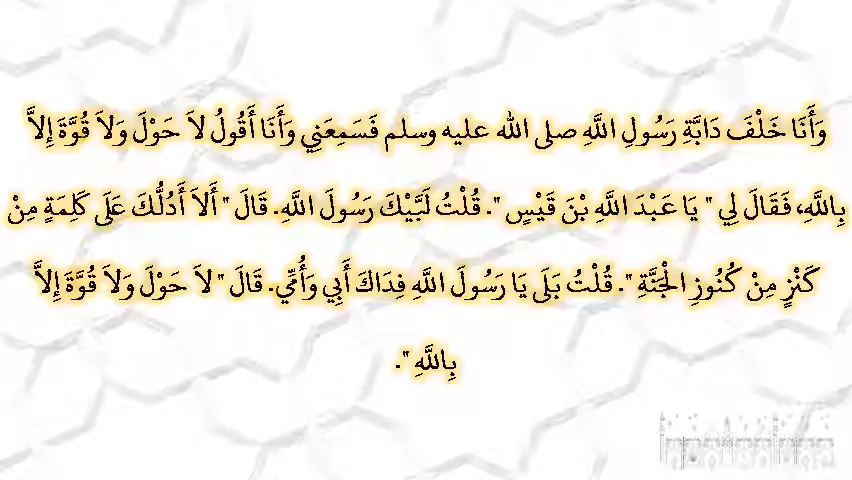 وَأَنَا خَلْفَ دَابَّةِ رَسُولِ اللَّهِ صلى الله عليه وسلم فَسَمِعَنِي وَأَنَا أَقُولُ لاَ حَوْلَ وَلاَ قُوَّةَ إِلاَّ
بِاللَّهِ، فَقَالَ لِي " يَا عَبْدَ اللَّهِ بْنَ قَيْسٍ ". قُلْتُ لَبَّيْكَ رَسُولَ اللَّهِ. قَالَ " أَلاَ أَدُلُّكَ عَلَى كَلِمَةٍ مِنْ
كَنْزٍ مِنْ كُنُوزِ الْجَنَّةِ ". قُلْتُ بَلَى يَا رَسُولَ اللَّهِ فِدَاكَ أَبِي وَأُمِّي. قَالَ " لاَ حَوْلَ وَلاَ قُوَّةَ إِلاَّ
بِاللَّهِ ".